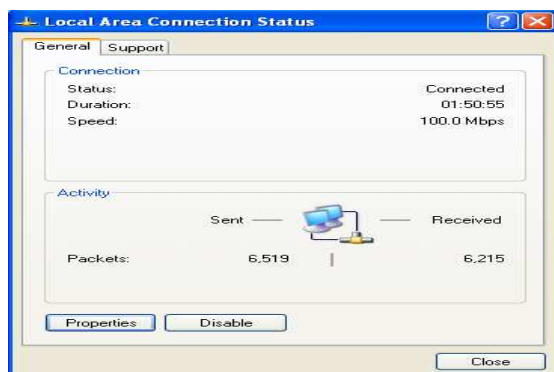 Local Area Connection Status
General Support
Connection
Status: Connected
Duration: 01:50:55
Speed: 100.0 Mbps
Activity
Sent Received
Packets: 6,519 6,215
Properties Disable
Close